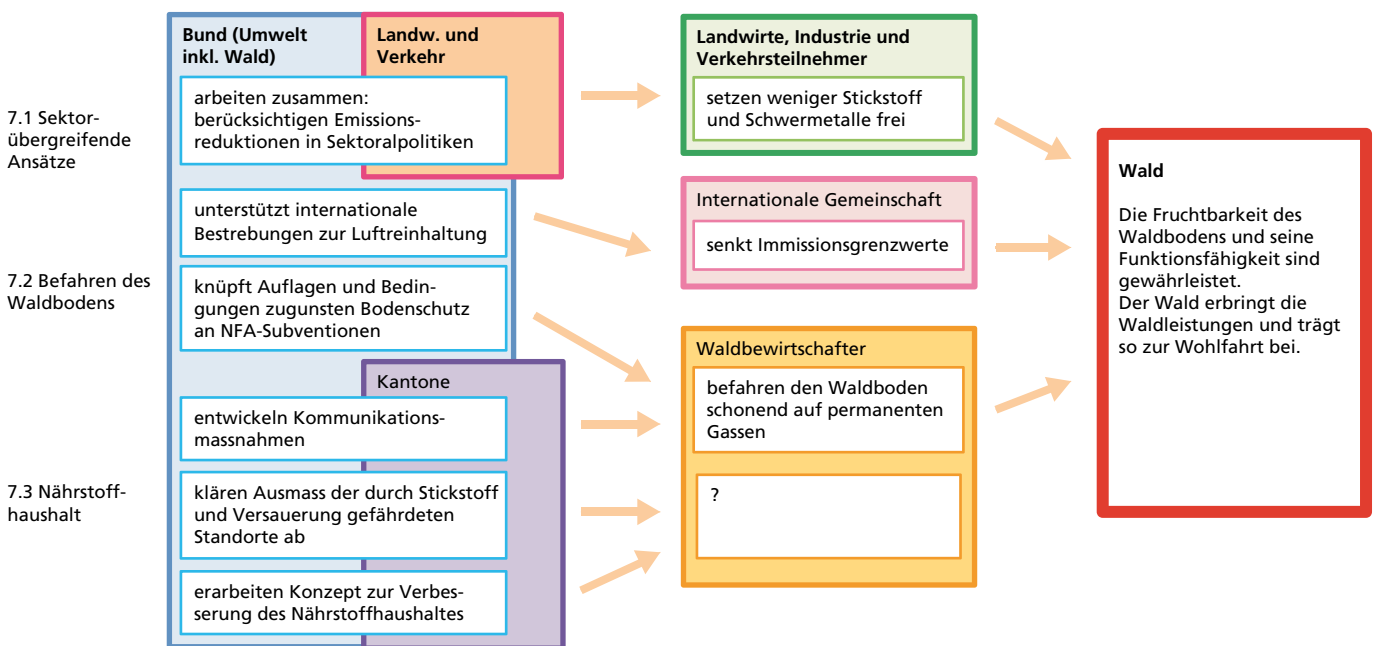 Bund (Umwelt
inkl. Wald)
Landw. und
Verkehr
7.1 Sektor-
übergreifende
Ansätze
arbeiten zusammen:
berücksichtigen Emissions-
reduktionen in Sektoralpolitiken
unterstützt internationale
Bestrebungen zur Luftreinhaltung
7.2 Befahren des
Waldbodens
knüpft Auflagen und Bedin-
gungen zugunsten Bodenschutz
an NFA-Subventionen
Kantone
entwickeln Kommunikations-
massnahmen
7.3 Nährstoff-
haushalt
klären Ausmass der durch Stickstoff
und Versauerung gefährdeten
Standorte ab
erarbeiten Konzept zur Verbes-
serung des Nährstoffhaushaltes
Landwirte, Industrie und
Verkehrsteilnehmer
setzen weniger Stickstoff
und Schwermetalle frei
Internationale Gemeinschaft
senkt Immissionsgrenzwerte
Waldbewirtschafter
befahren den Waldboden
schonend auf permanenten
Gassen
?
Wald
Die Fruchtbarkeit des
Waldbodens und seine
Funktionsfähigkeit sind
gewährleistet.
Der Wald erbringt die
Waldleistungen und trägt
so zur Wohlfahrt bei.